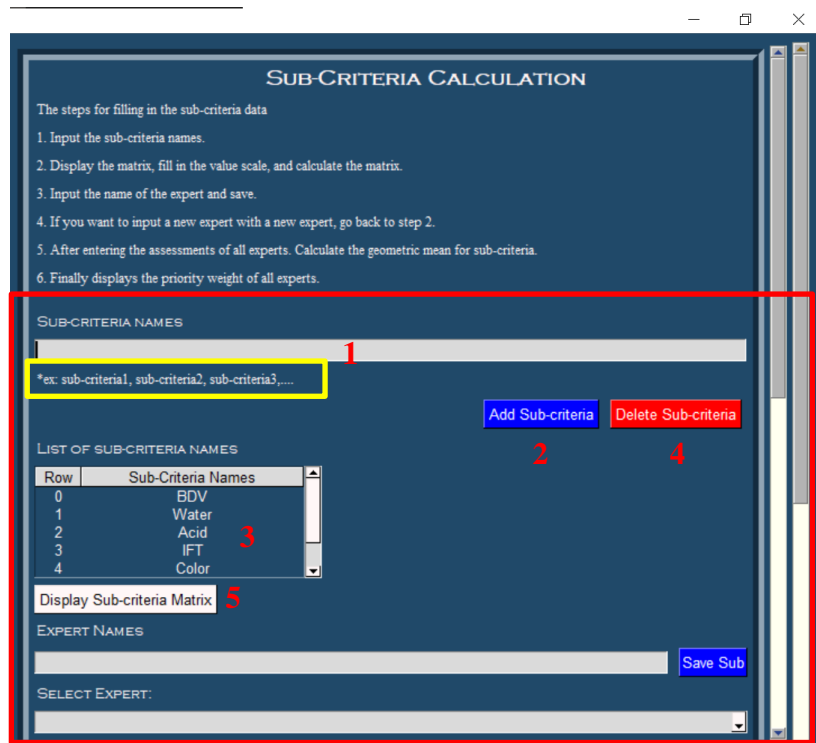 Sub-Criteria Calculation
The steps for filling in the sub-criteria data
1. Input the sub-criteria names.
2. Display the matrix, fill in the value scale, and calculate the matrix.
3. Input the name of the expert and save.
4. If you want to input a new expert with a new expert, go back to step 2.
5. After entering the assessments of all experts. Calculate the geometric mean for sub-criteria.
6. Finally displays the priority weight of all experts.
Sub-criteria names
1
*ex: sub-criteria1, sub-criteria2, sub-criteria3,....
Add Sub-criteria Delete Sub-criteria
2 4
List of sub-criteria names
Row Sub-Criteria Names
0 BDV
1 Water
2 Acid
3
3 IFT
4 Color
Display Sub-criteria Matrix 5
Expert Names
Save Sub
Select Expert: